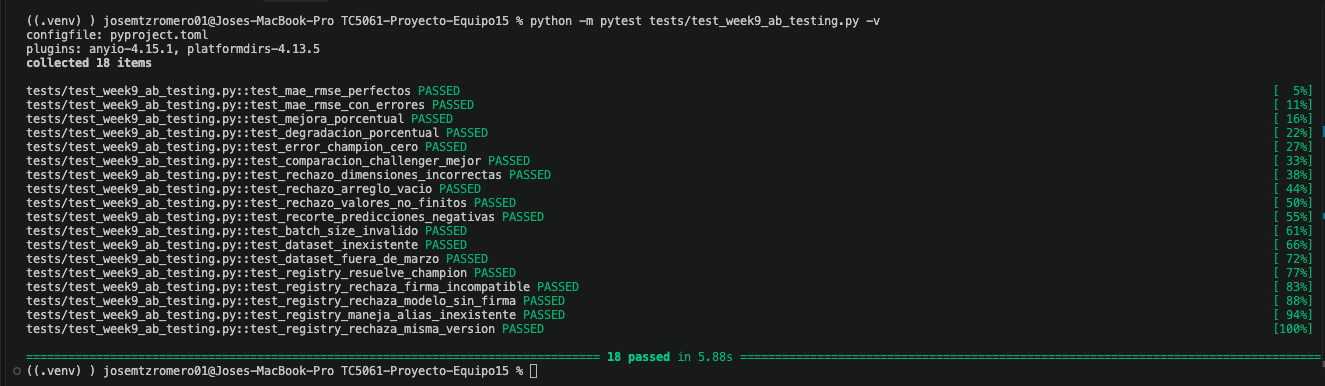 ((.venv) ) josemtzromero01@Joses-MacBook-Pro TC5061-Proyecto-Equipo15 % python -m pytest tests/test_week9_ab_testing.py -v
configfile: pyproject.toml
plugins: anyio-4.15.1, platformdirs-4.13.5
collected 18 items
tests/test_week9_ab_testing.py::test_mae_rmse_perfectos PASSED [  5%]
tests/test_week9_ab_testing.py::test_mae_rmse_con_errores PASSED [ 11%]
tests/test_week9_ab_testing.py::test_mejora_porcentual PASSED [ 16%]
tests/test_week9_ab_testing.py::test_degradacion_porcentual PASSED [ 22%]
tests/test_week9_ab_testing.py::test_error_champion_cero PASSED [ 27%]
tests/test_week9_ab_testing.py::test_comparacion_challenger_mejor PASSED [ 33%]
tests/test_week9_ab_testing.py::test_rechazo_dimensiones_incorrectas PASSED [ 38%]
tests/test_week9_ab_testing.py::test_rechazo_arreglo_vacio PASSED [ 44%]
tests/test_week9_ab_testing.py::test_rechazo_valores_no_finitos PASSED [ 50%]
tests/test_week9_ab_testing.py::test_recorte_predicciones_negativas PASSED [ 55%]
tests/test_week9_ab_testing.py::test_batch_size_invalido PASSED [ 61%]
tests/test_week9_ab_testing.py::test_dataset_inexistente PASSED [ 66%]
tests/test_week9_ab_testing.py::test_dataset_fuera_de_marzo PASSED [ 72%]
tests/test_week9_ab_testing.py::test_registry_resuelve_champion PASSED [ 77%]
tests/test_week9_ab_testing.py::test_registry_rechaza_firma_incompatible PASSED [ 83%]
tests/test_week9_ab_testing.py::test_registry_rechaza_modelo_sin_firma PASSED [ 88%]
tests/test_week9_ab_testing.py::test_registry_maneja_alias_inexistente PASSED [ 94%]
tests/test_week9_ab_testing.py::test_registry_rechaza_misma_version PASSED [100%]
18 passed in 5.88s
((.venv) ) josemtzromero01@Joses-MacBook-Pro TC5061-Proyecto-Equipo15 %